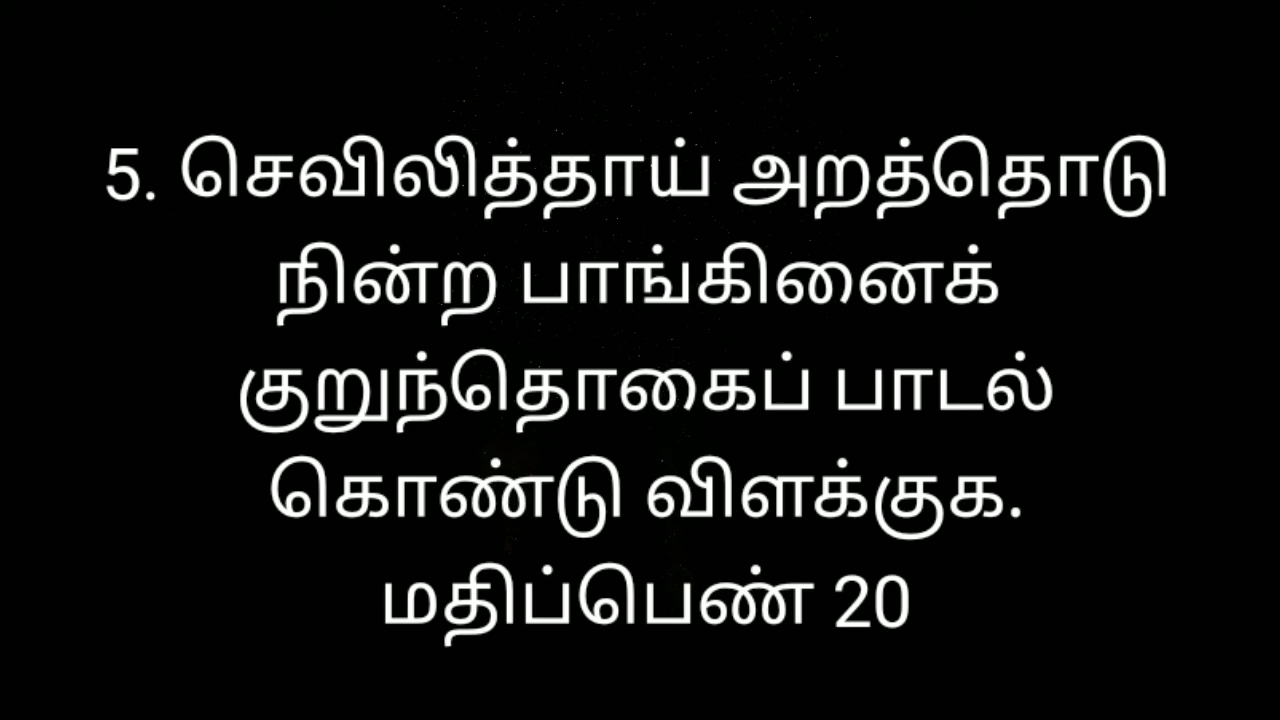 5. செவிலித்தாய் அறத்தொடு
நின்ற பாங்கினைக்
குறுந்தொகைப் பாடல்
கொண்டு விளக்குக.
மதிப்பெண் 20